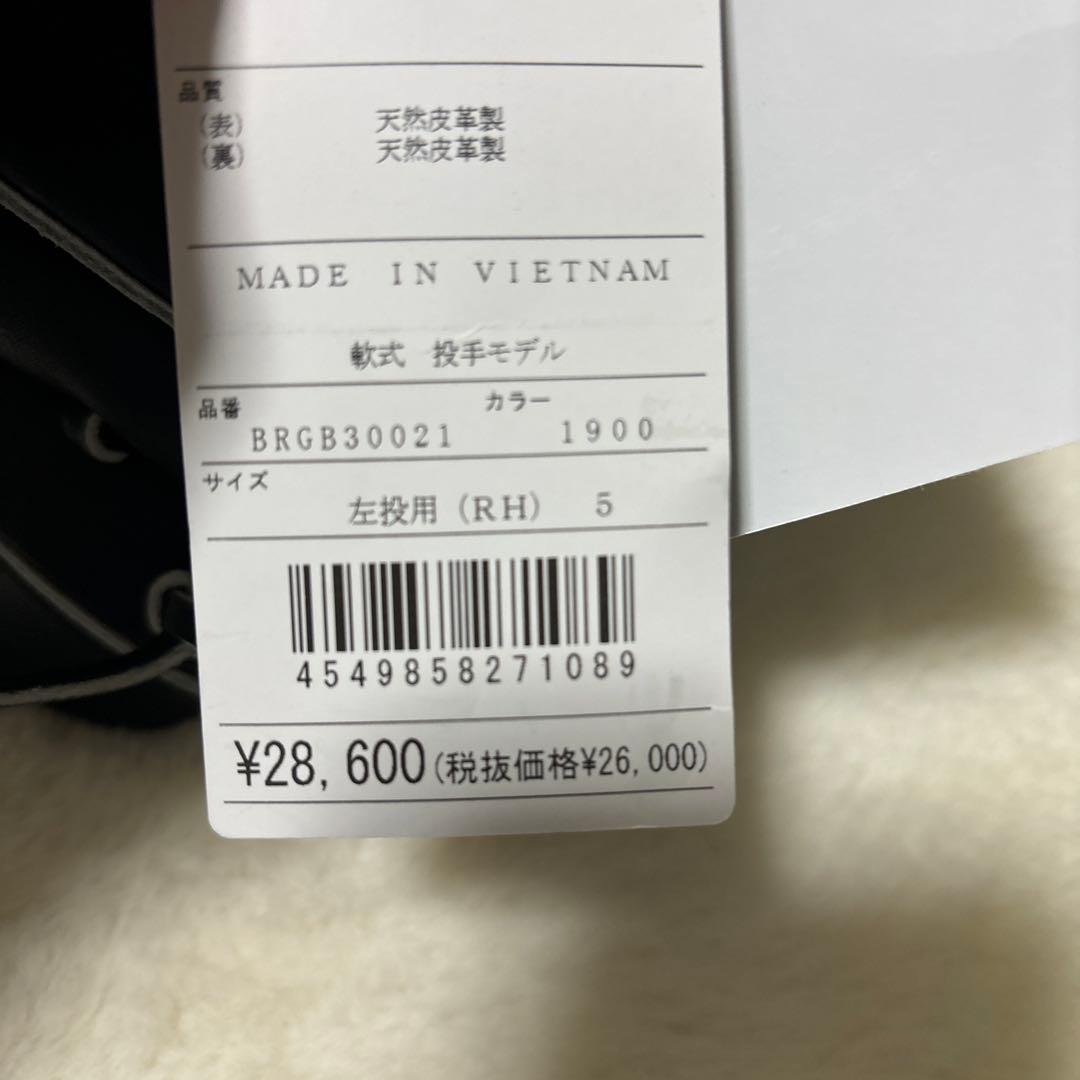 品質
(表) 天然皮革製
(裏) 天然皮革製
MADE IN VIETNAM
軟式 投手モデル
品番 カラー
BRGB30021 1900
サイズ
左投用(RH) 5
4549858271089
¥28,600(税抜価格¥26,000)